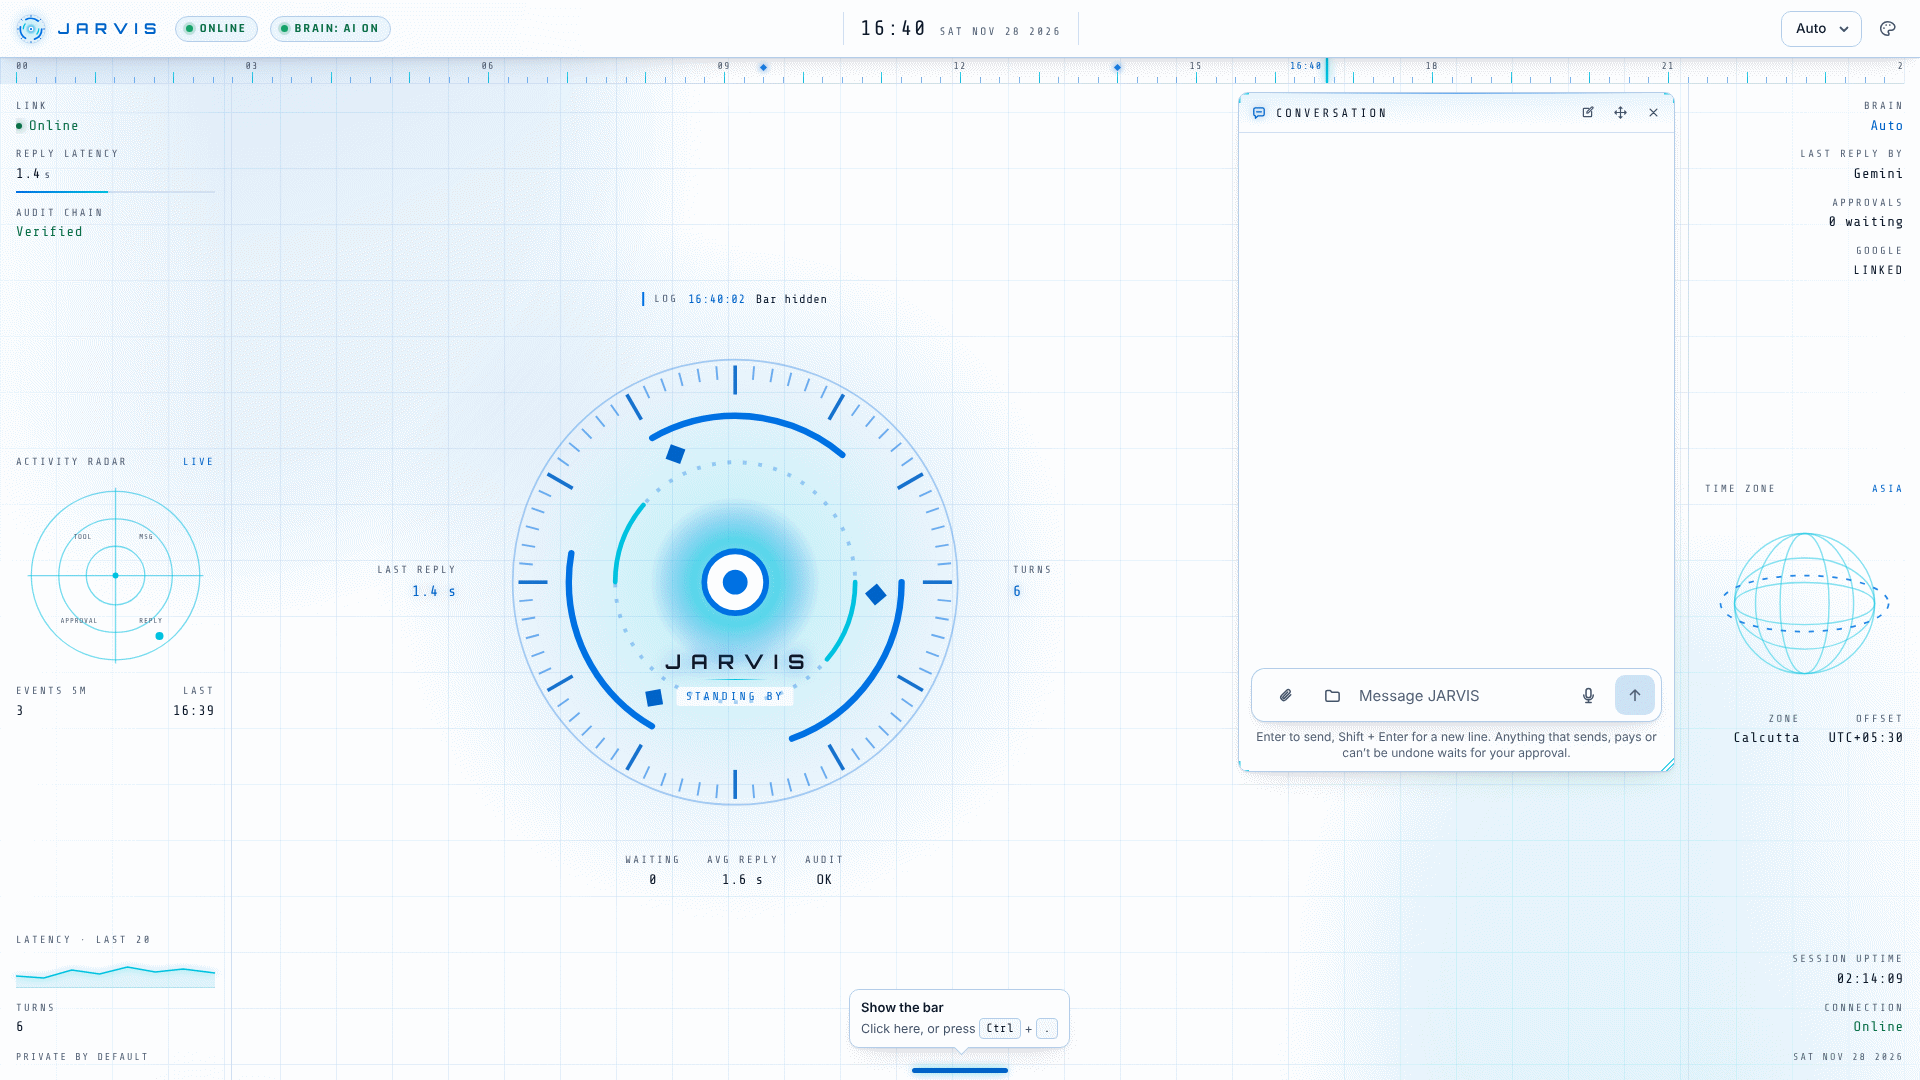 JARVIS
ONLINE
BRAIN: AI ON
16:40 SAT NOV 28 2026
Auto
00 03 06 09 12 15 16:40 18 21 2
LINK
Online
REPLY LATENCY
1.4 s
AUDIT CHAIN
Verified
LOG 16:40:02 Bar hidden
ACTIVITY RADAR LIVE
TOOL MSG
APPROVAL REPLY
EVENTS 5M LAST
3 16:39
LAST REPLY
1.4 s
TURNS
6
JARVIS
STANDING BY
WAITING AVG REPLY AUDIT
0 1.6 s OK
LATENCY · LAST 20
TURNS
6
PRIVATE BY DEFAULT
Show the bar
Click here, or press Ctrl + .
CONVERSATION
Message JARVIS
Enter to send, Shift + Enter for a new line. Anything that sends, pays or
can’t be undone waits for your approval.
BRAIN
Auto
LAST REPLY BY
Gemini
APPROVALS
0 waiting
GOOGLE
LINKED
TIME ZONE ASIA
ZONE OFFSET
Calcutta UTC+05:30
SESSION UPTIME
02:14:09
CONNECTION
Online
SAT NOV 28 2026